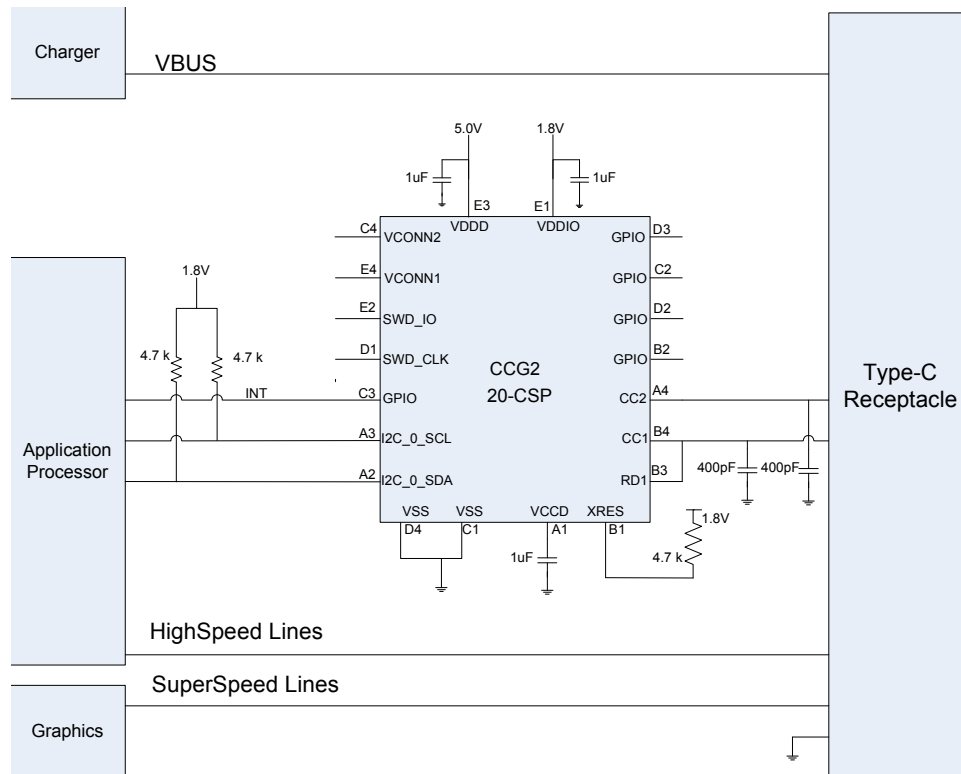 Charger
VBUS
5.0V
1.8V
1uF
1uF
E3
E1
VDDD
VDDIO
C4
VCONN2
GPIO
D3
E4
VCONN1
GPIO
C2
1.8V
E2
SWD_IO
GPIO
D2
4.7 k
4.7 k
D1
SWD_CLK
GPIO
B2
CCG2
20-CSP
Type-C
Receptacle
INT
C3
GPIO
CC2
A4
Application
Processor
A3
I2C_0_SCL
CC1
B4
A2
I2C_0_SDA
RD1
B3
400pF
400pF
VSS
VSS
VCCD
XRES
D4
C1
A1
B1
1.8V
1uF
4.7 k
HighSpeed Lines
SuperSpeed Lines
Graphics